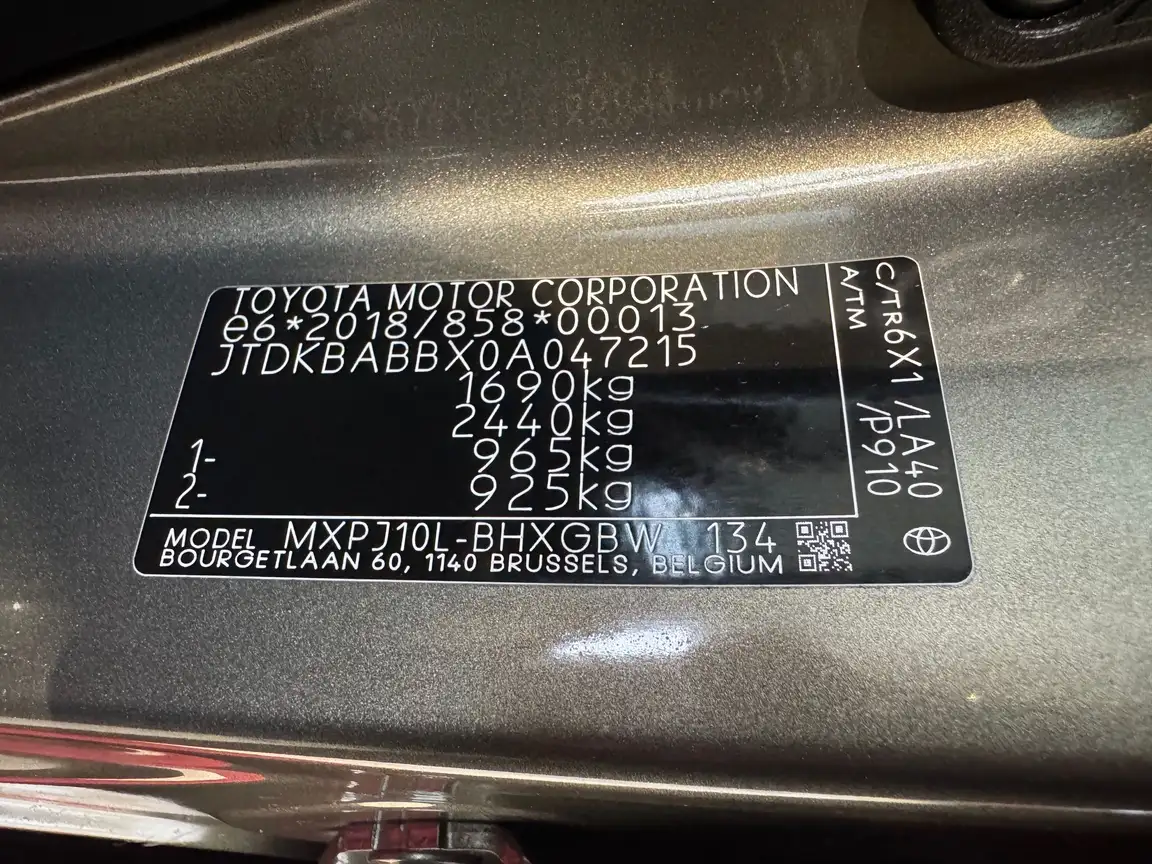 TOYOTA MOTOR CORPORATION
e6*2018/858*00013
JTDKBABBX0A047215
1690kg
2440kg
1- 965kg
2- 925kg
MODEL MXPJ10L-BHXGBW 134
BOURGETLAAN 60, 1140 BRUSSELS, BELGIUM
C/TR6X1 /LA40
A/TM /P910